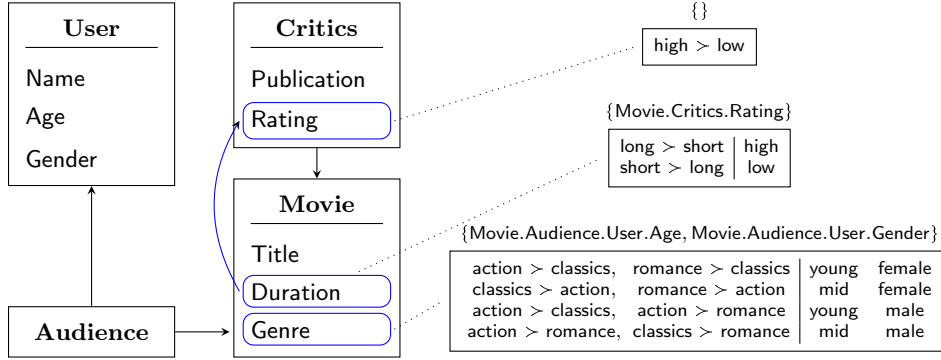 User
Name
Age
Gender
Audience
Critics
Publication
Rating
Movie
Title
Duration
Genre
{}
high ≻ low
{Movie.Critics.Rating}
long ≻ short high
short ≻ long low
{Movie.Audience.User.Age, Movie.Audience.User.Gender}
action ≻ classics, romance ≻ classics young female
classics ≻ action, romance ≻ action mid female
action ≻ classics, action ≻ romance young male
action ≻ romance, classics ≻ romance mid male